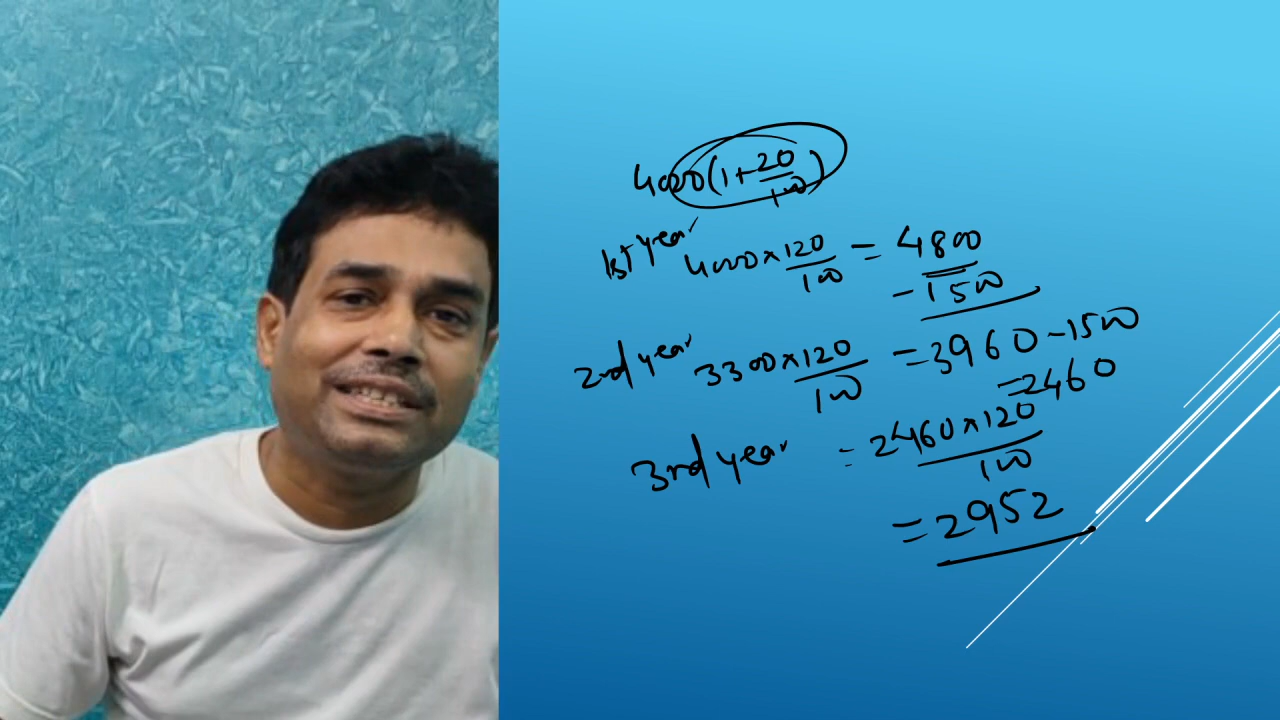 4000(1+20/100)
1st year 4000×120/100 = 4800
-1500
2nd year 3300×120/100 = 3960-1500
=2460
3rd year = 2460×120/100
= 2952